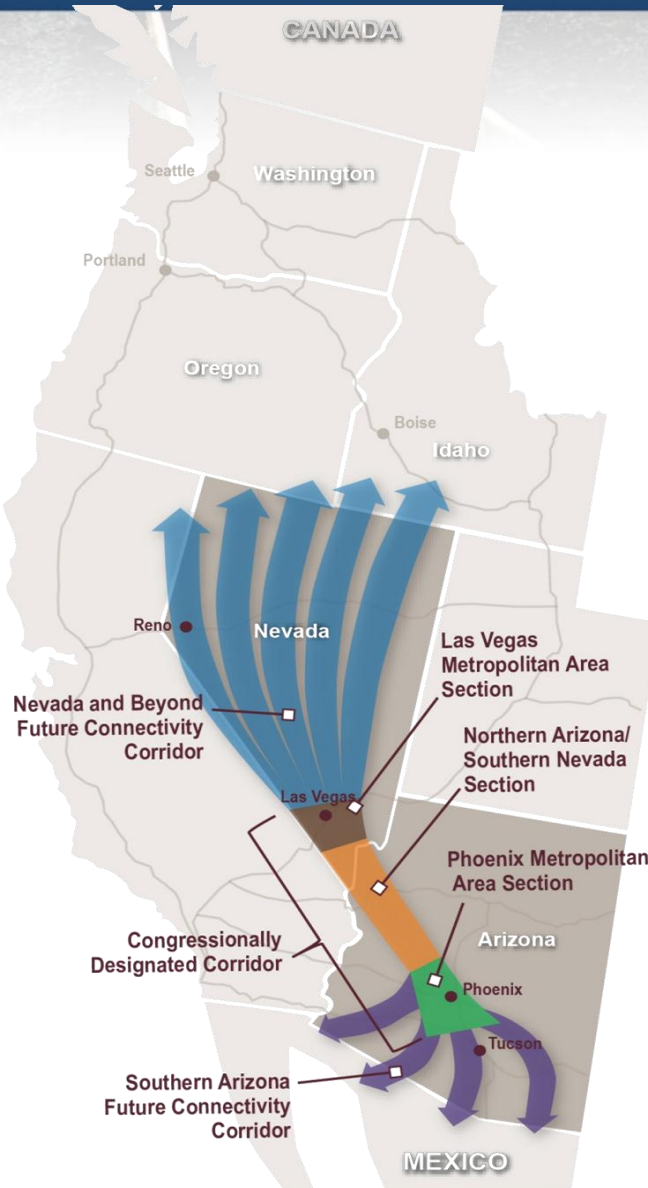 CANADA
Seattle
Washington
Portland
Oregon
Boise
Idaho
Reno
Nevada
Las Vegas
Metropolitan Area
Section
Nevada and Beyond
Future Connectivity
Corridor
Northern Arizona/
Southern Nevada
Section
Las Vegas
Phoenix Metropolitan
Area Section
Congressionally
Designated Corridor
Arizona
Phoenix
Tucson
Southern Arizona
Future Connectivity
Corridor
MEXICO